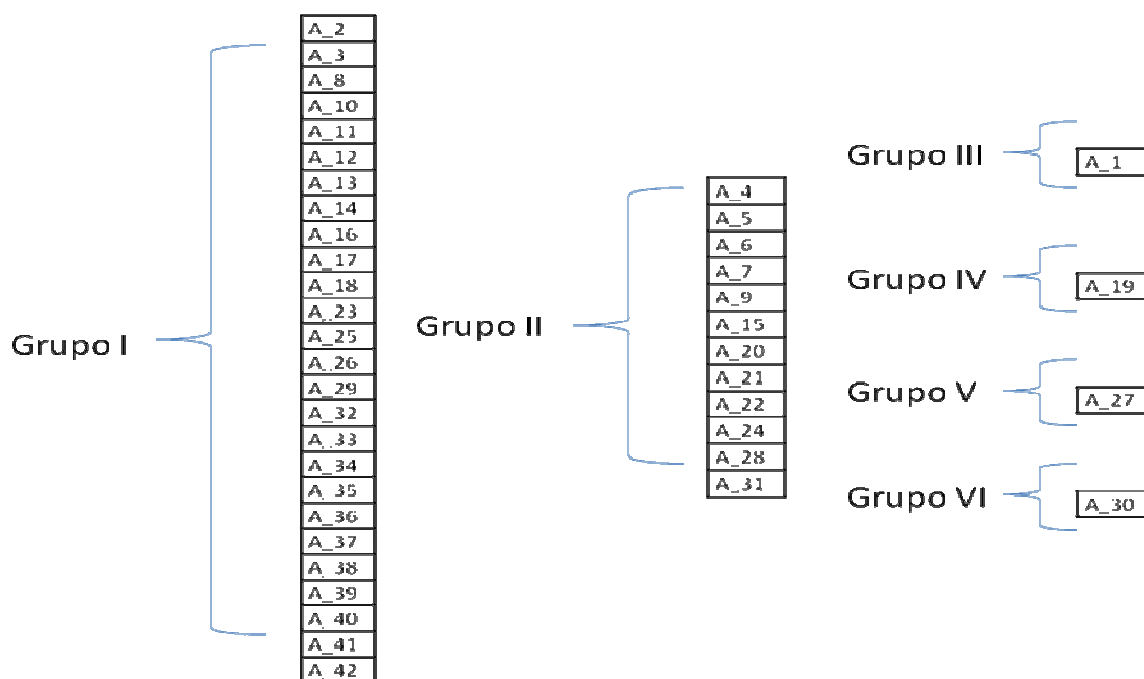 Grupo I
A_2
A_3
A_8
A_10
A_11
A_12
A_13
A_14
A_16
A_17
A_18
A_23
A_25
A_26
A_29
A_32
A_33
A_34
A_35
A_36
A_37
A_38
A_39
A_40
A_41
A_42
Grupo II
A_4
A_5
A_6
A_7
A_9
A_15
A_20
A_21
A_22
A_24
A_28
A_31
Grupo III
A_1
Grupo IV
A_19
Grupo V
A_27
Grupo VI
A_30